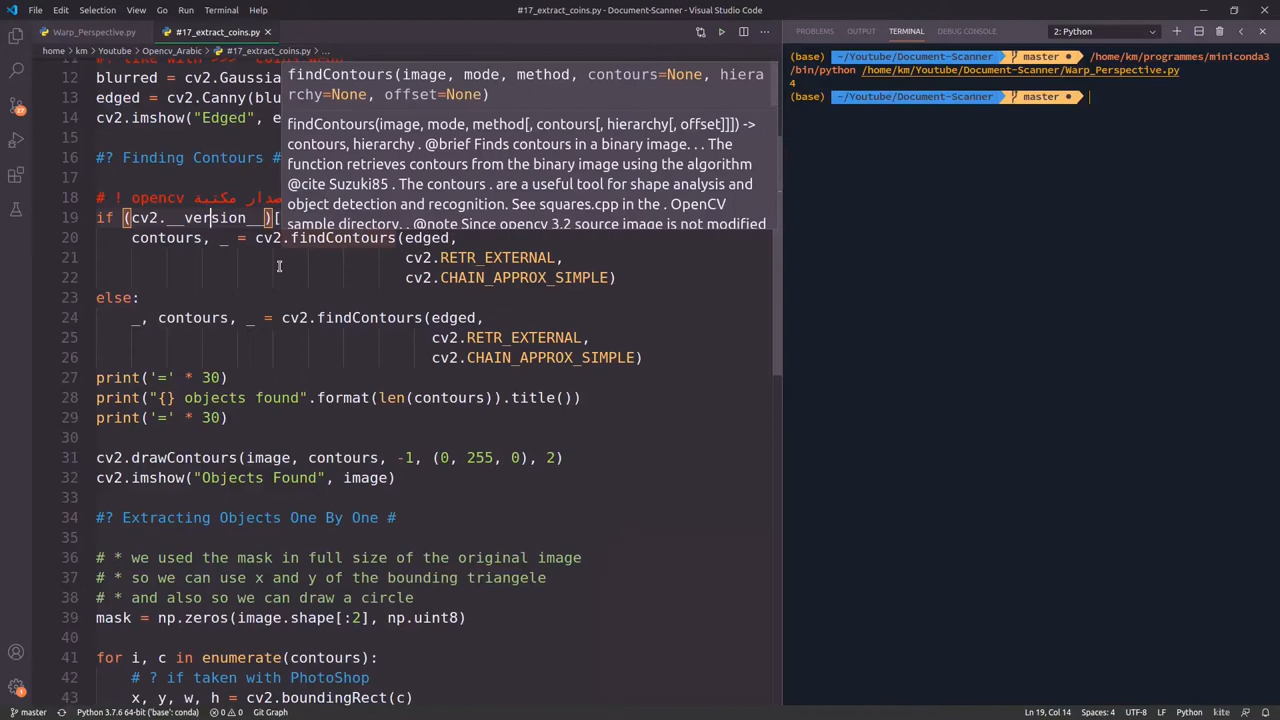 File Edit Selection View Go Run Terminal Help
#17_extract_coins.py - Visual Studio Code
Warp_Perspective.py #17_extract_coins.py ×
PROBLEMS OUTPUT TERMINAL DEBUG CONSOLE
2: Python
home > km > Youtube > Opencv_Arabic > #17_extract_coins.py > ...
12 blurred = cv2.Gaussia
13 edged = cv2.Canny(blu
14 cv2.imshow("Edged", e
15
16 #? Finding Contours #
17
18 # ! opencv صدار مكتبة
19 if (cv2.__version__)[
20 contours, _ = cv2.findContours(edged,
21 cv2.RETR_EXTERNAL,
22 cv2.CHAIN_APPROX_SIMPLE)
23 else:
24 _, contours, _ = cv2.findContours(edged,
25 cv2.RETR_EXTERNAL,
26 cv2.CHAIN_APPROX_SIMPLE)
27 print('=' * 30)
28 print("{} objects found".format(len(contours)).title())
29 print('=' * 30)
30
31 cv2.drawContours(image, contours, -1, (0, 255, 0), 2)
32 cv2.imshow("Objects Found", image)
33
34 #? Extracting Objects One By One #
35
36 # * we used the mask in full size of the original image
37 # * so we can use x and y of the bounding triangele
38 # * and also so we can draw a circle
39 mask = np.zeros(image.shape[:2], np.uint8)
40
41 for i, c in enumerate(contours):
42 # ? if taken with PhotoShop
43 x, y, w, h = cv2.boundingRect(c)
findContours(image, mode, method, contours=None, hiera
rchy=None, offset=None)
findContours(image, mode, method[, contours[, hierarchy[, offset]]]) ->
contours, hierarchy . @brief Finds contours in a binary image. . . The
function retrieves contours from the binary image using the algorithm
@cite Suzuki85 . The contours . are a useful tool for shape analysis and
object detection and recognition. See squares.cpp in the . OpenCV
sample directory. . @note Since opencv 3.2 source image is not modified
(base) ~/Youtube/Document-Scanner master ● /home/km/programmes/miniconda3
/bin/python /home/km/Youtube/Document-Scanner/Warp_Perspective.py
4
(base) ~/Youtube/Document-Scanner master ●
27
1
master Python 3.7.6 64-bit ('base': conda) 0 0 Git Graph
Ln 19, Col 14 Spaces: 4 UTF-8 LF Python kite